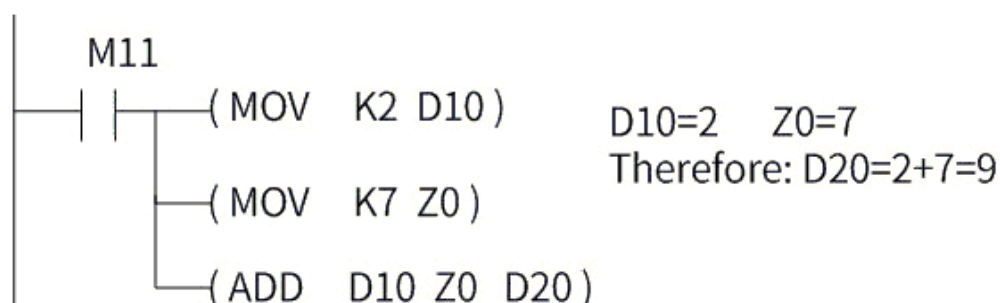 M11
( MOV K2 D10 )
D10=2 Z0=7
Therefore: D20=2+7=9
( MOV K7 Z0 )
( ADD D10 Z0 D20 )